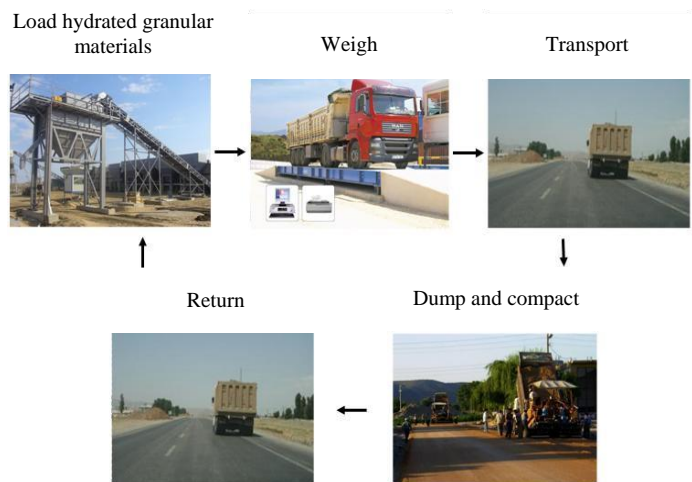 Load hydrated granular
materials
Weigh
Transport
Return
Dump and compact